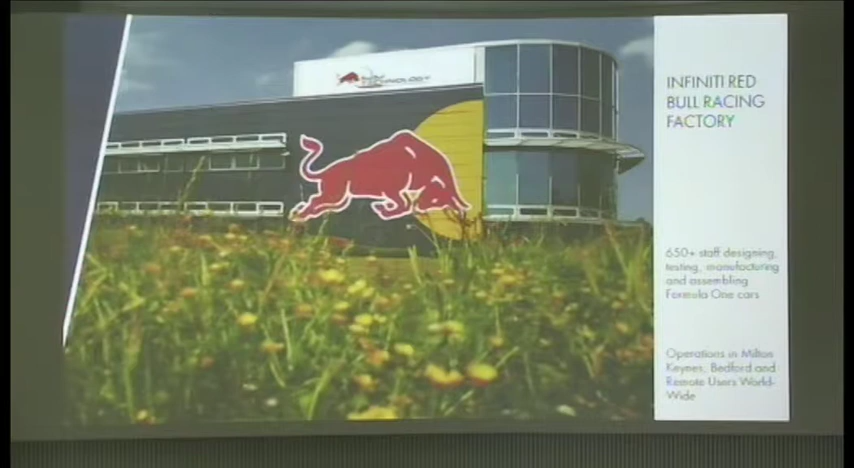 TECHNOLOGY
INFINITI RED
BULL RACING
FACTORY
650+ staff designing,
testing, manufacturing
and assembling
Formula One cars
Operations in Milton
Keynes, Bedford and
Remote Users World-
Wide